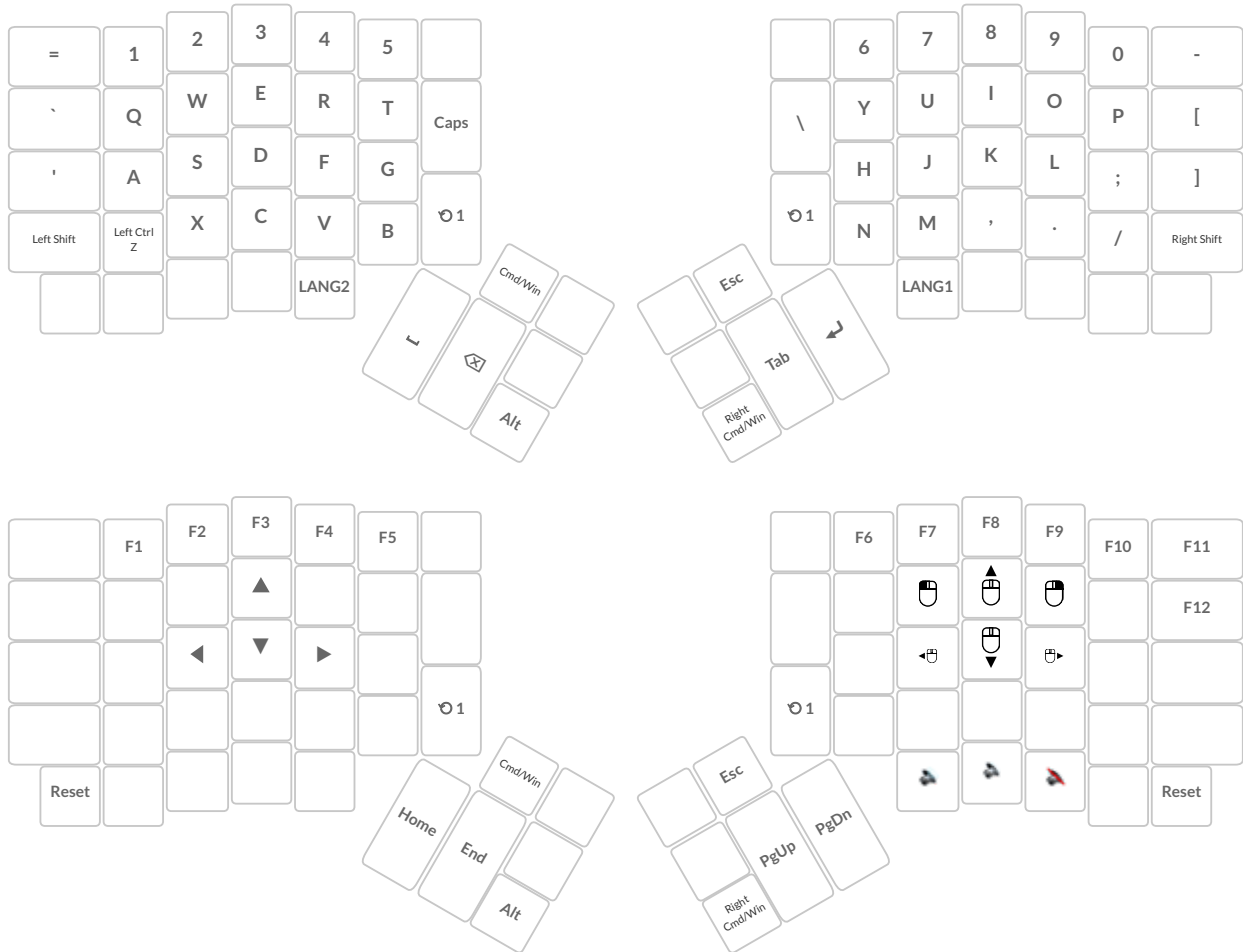 = 1 2 3 4 5
6 7 8 9 0 -
` Q W E R T Caps
\ Y U I O P [
' A S D F G
H J K L ; ]
Left Shift
Left Ctrl
Z
X C V B 1
1 N M , . / Right Shift
LANG2
LANG1
Cmd/Win
Alt
Esc
Tab
Right
Cmd/Win
F1 F2 F3 F4 F5
F6 F7 F8 F9 F10 F11
F12
1
1
Reset
Reset
Cmd/Win
Home
End
Alt
Esc
PgUp
PgDn
Right
Cmd/Win